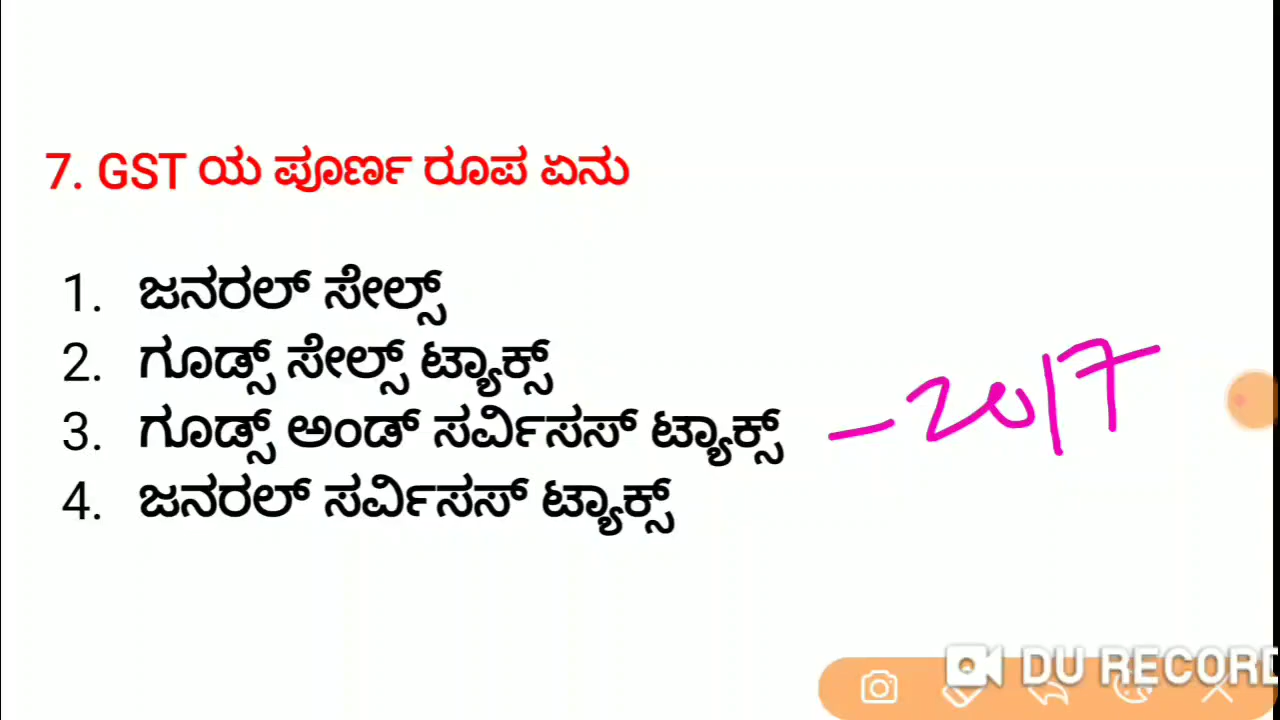 7. GST ಯ ಪೂರ್ಣ ರೂಪ ಏನು
1. ಜನರಲ್ ಸೇಲ್ಸ್
2. ಗೂಡ್ಸ್ ಸೇಲ್ಸ್ ಟ್ಯಾಕ್ಸ್
3. ಗೂಡ್ಸ್ ಅಂಡ್ ಸರ್ವಿಸಸ್ ಟ್ಯಾಕ್ಸ್ - 2017
4. ಜನರಲ್ ಸರ್ವಿಸಸ್ ಟ್ಯಾಕ್ಸ್
DU RECORD